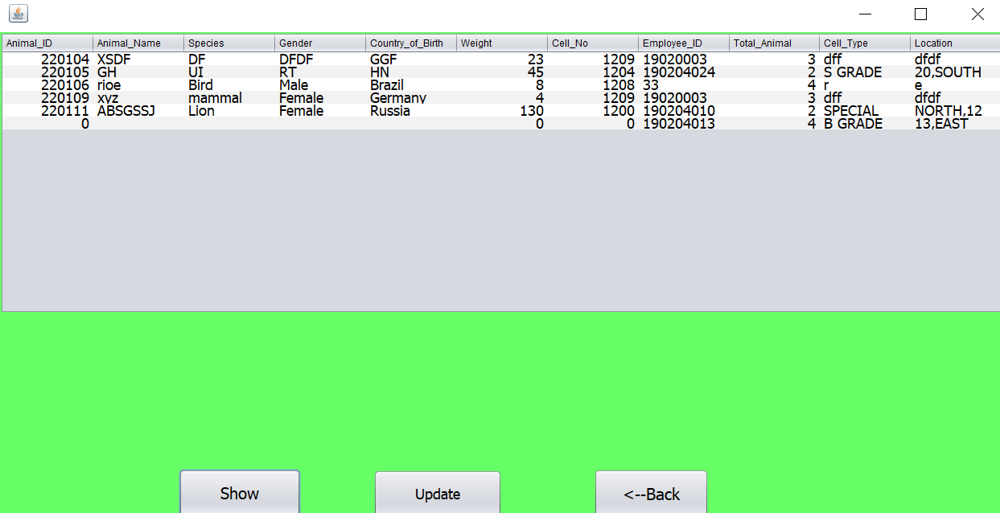 Animal_ID Animal_Name Species Gender Country_of_Birth Weight Cell_No Employee_ID Total_Animal Cell_Type Location
220104 XSDF DF DFDF GGF 23 1209 19020003 3 dff dfdf
220105 GH UI RT HN 45 1204 190204024 2 S GRADE 20,SOUTH
220106 rioe Bird Male Brazil 8 1208 33 4 r e
220109 xyz mammal Female Germany 4 1209 19020003 3 dff dfdf
220111 ABSGSSJ Lion Female Russia 130 1200 190204010 2 SPECIAL NORTH,12
0 0 0 190204013 4 B GRADE 13,EAST
Show Update <--Back